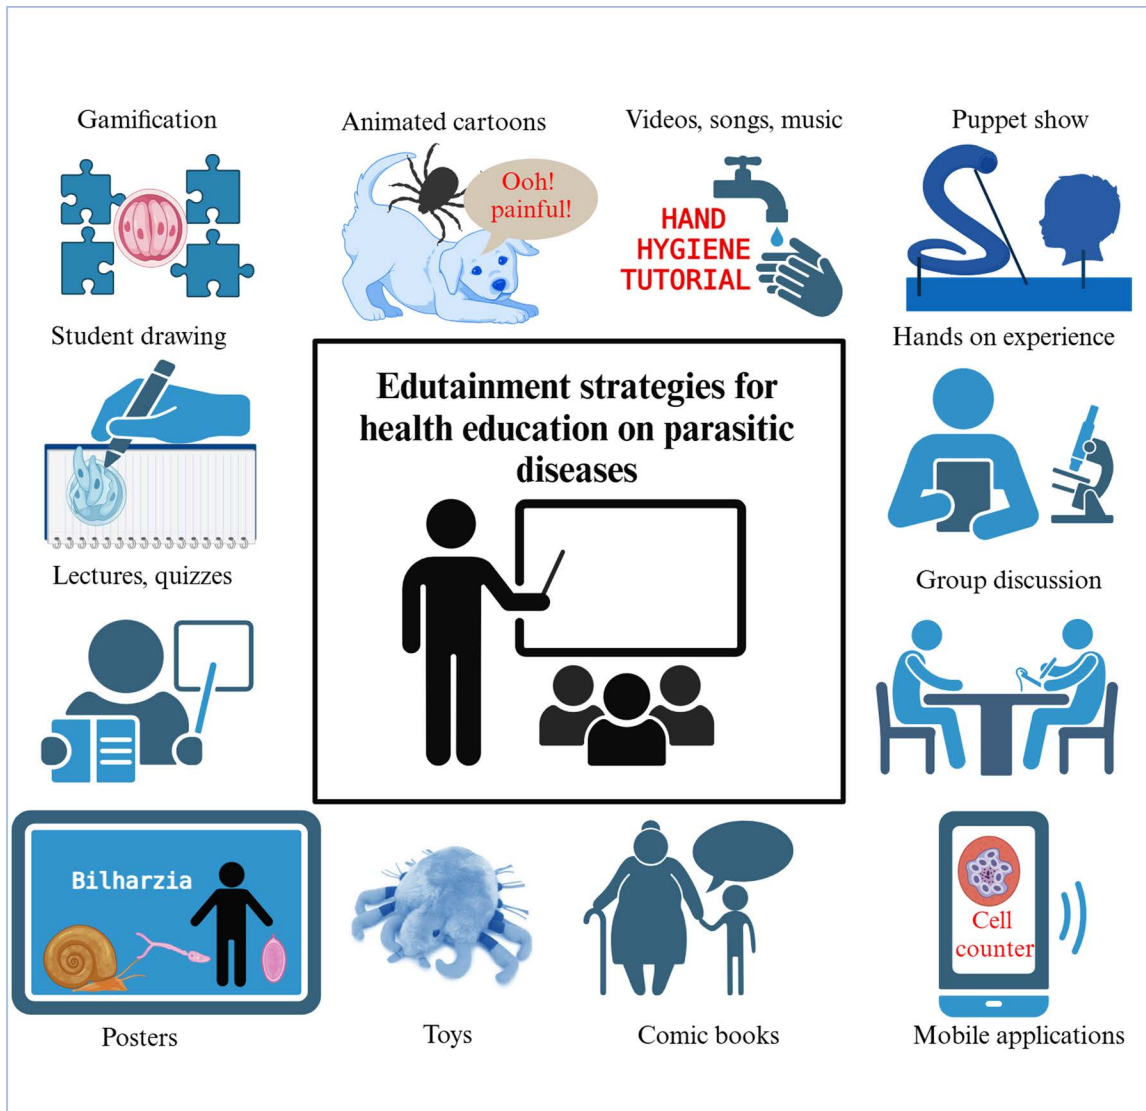 Gamification
Animated cartoons
Videos, songs, music
Puppet show
Ooh!
painful!
HAND
HYGIENE
TUTORIAL
Student drawing
Hands on experience
Edutainment strategies for
health education on parasitic
diseases
Lectures, quizzes
Group discussion
Bilharzia
Cell
counter
Posters
Toys
Comic books
Mobile applications